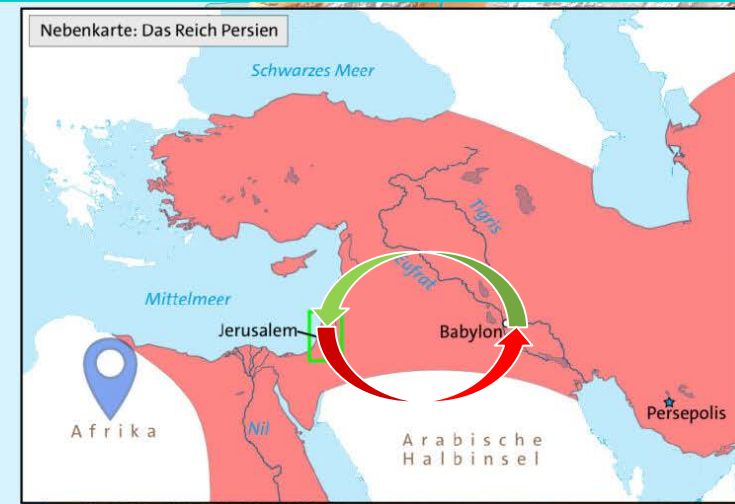 Nebenkarte: Das Reich Persien
Schwarzes Meer
Tigris
Eufrat
Mittelmeer
Jerusalem
Babylon
Persepolis
Afrika
Nil
Arabische
Halbinsel